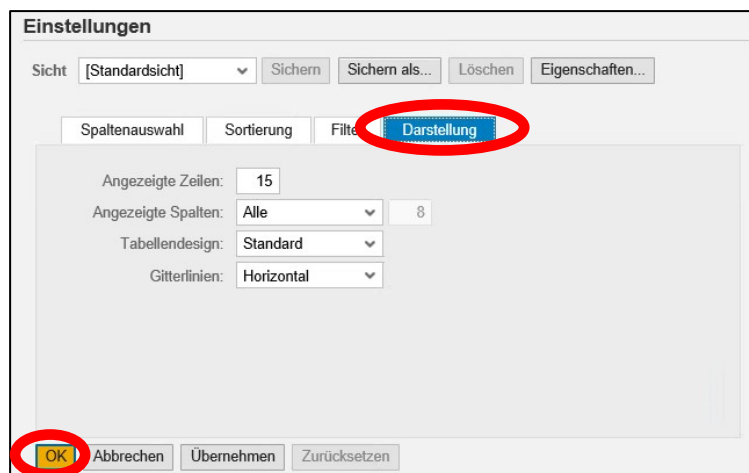 Einstellungen
Sicht [Standardsicht] Sichern Sichern als... Löschen Eigenschaften...
Spaltenauswahl Sortierung Filte Darstellung
Angezeigte Zeilen: 15
Angezeigte Spalten: Alle 8
Tabellendesign: Standard
Gitterlinien: Horizontal
OK Abbrechen Übernehmen Zurücksetzen